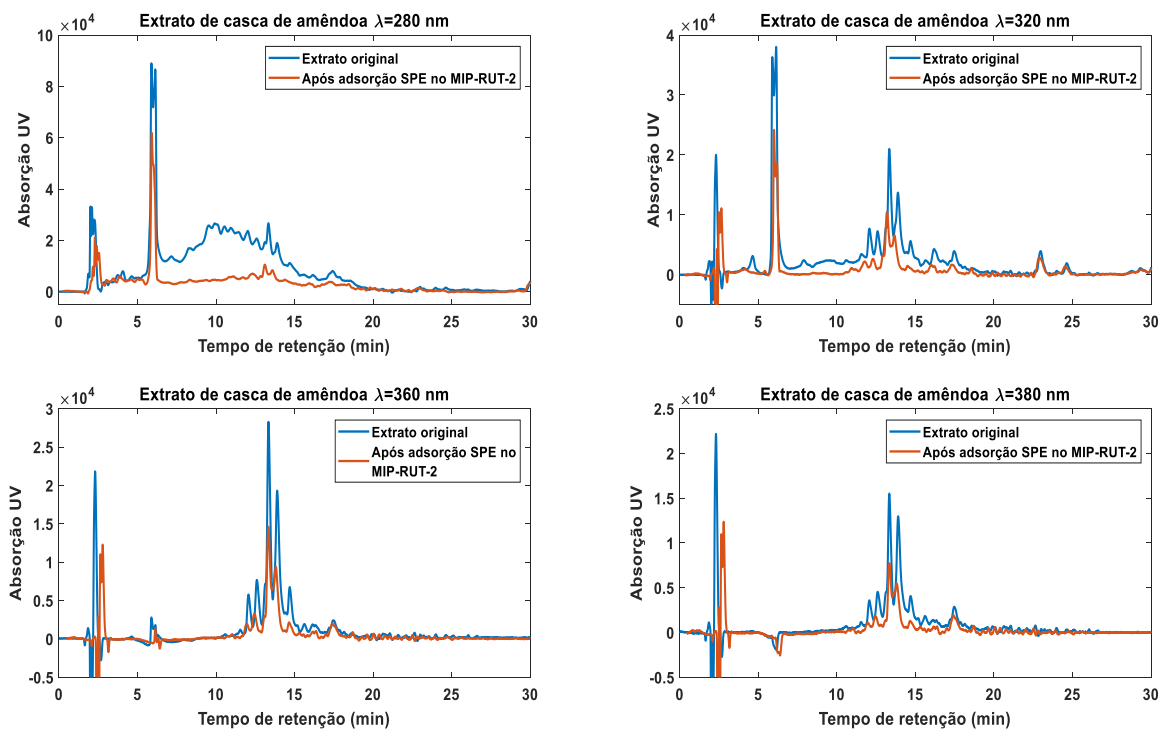 Extrato de casca de amêndoa λ=280 nm
×10⁴
10
8
6
4
2
0
Absorção UV
Extrato original
Após adsorção SPE no MIP-RUT-2
0 5 10 15 20 25 30
Tempo de retenção (min)
Extrato de casca de amêndoa λ=320 nm
×10⁴
4
3
2
1
0
Absorção UV
Extrato original
Após adsorção SPE no MIP-RUT-2
0 5 10 15 20 25 30
Tempo de retenção (min)
Extrato de casca de amêndoa λ=360 nm
×10⁴
3
2.5
2
1.5
1
0.5
0
-0.5
Absorção UV
Extrato original
Após adsorção SPE no
MIP-RUT-2
0 5 10 15 20 25 30
Tempo de retenção (min)
Extrato de casca de amêndoa λ=380 nm
×10⁴
2.5
2
1.5
1
0.5
0
-0.5
Absorção UV
Extrato original
Após adsorção SPE no MIP-RUT-2
0 5 10 15 20 25 30
Tempo de retenção (min)